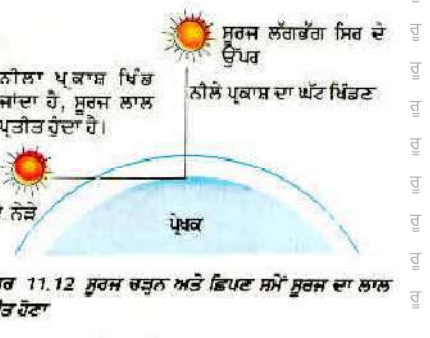 ਸੂਰਜ ਲੱਗਭੱਗ ਸਿਰ ਦੇ
ਉੱਪਰ
ਨੀਲਾ ਪ੍ਰਕਾਸ਼ ਖਿੰਡ
ਜਾਂਦਾ ਹੈ, ਸੂਰਜ ਲਾਲ
ਪ੍ਰਤੀਤ ਹੁੰਦਾ ਹੈ।
ਨੀਲੇ ਪ੍ਰਕਾਸ਼ ਦਾ ਘੱਟ ਖਿੰਡਣ
ਨੇੜੇ
ਪ੍ਰੇਖਕ
11.12 ਸੂਰਜ ਚੜ੍ਹਨ ਅਤੇ ਛਿਪਣ ਸਮੇਂ ਸੂਰਜ ਦਾ ਲਾਲ
ਹੋਣਾ